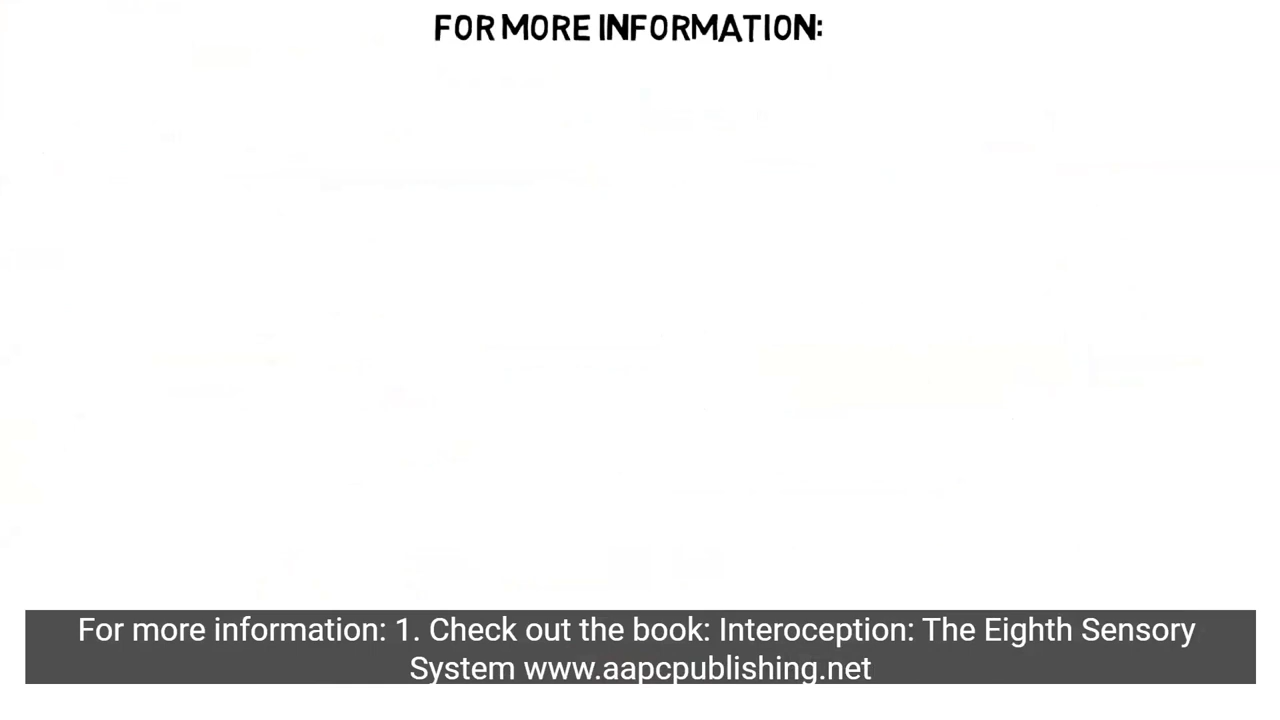 FOR MORE INFORMATION:
For more information: 1. Check out the book: Interoception: The Eighth Sensory
System www.aapcpublishing.net